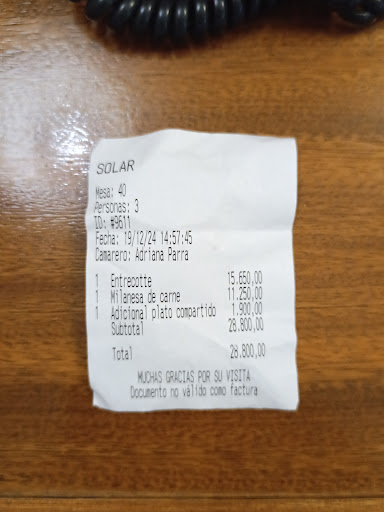 SOLAR
Mesa: 40
Personas: 3
ID: #9611
Fecha: 19/12/24 14:57:45
Camarero: Adriana Parra
1 Entrecotte 15.650,00
1 Milanesa de carne 11.250,00
1 Adicional plato compartido 1.900,00
Subtotal 28.800,00
Total 28.800,00
MUCHAS GRACIAS POR SU VISITA
Documento no válido como factura